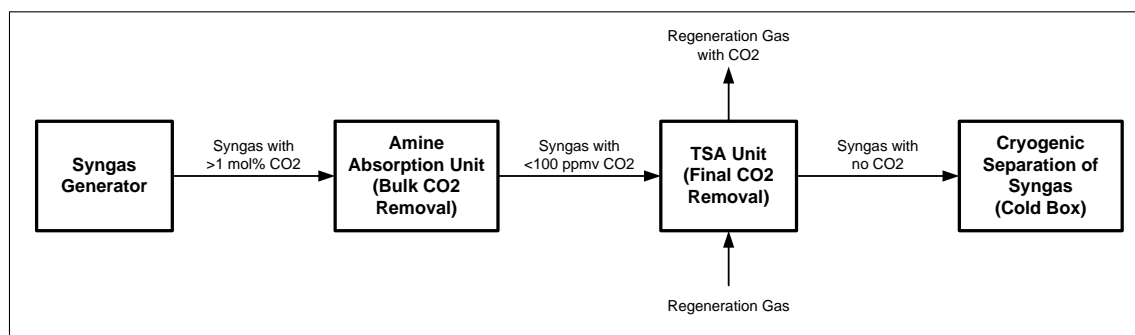 Regeneration Gas
with CO2
Syngas
Generator
Syngas with
>1 mol% CO2
Amine
Absorption Unit
(Bulk CO2
Removal)
Syngas with
<100 ppmv CO2
TSA Unit
(Final CO2
Removal)
Syngas with
no CO2
Cryogenic
Separation of
Syngas
(Cold Box)
Regeneration Gas